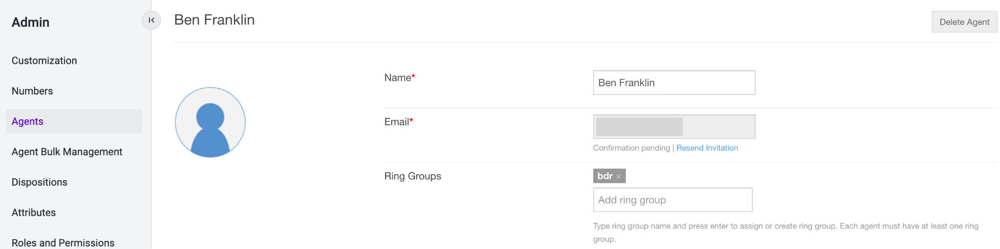 Admin
Customization
Numbers
Agents
Agent Bulk Management
Dispositions
Attributes
Roles and Permissions
Ben Franklin
Delete Agent
Name*
Ben Franklin
Email*
Confirmation pending | Resend Invitation
Ring Groups
bdr ×
Add ring group
Type ring group name and press enter to assign or create ring group. Each agent must have at least one ring
group.